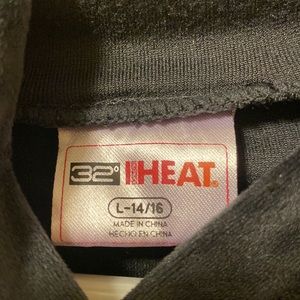 32° HEAT
L-14/16
MADE IN CHINA
HECHO EN CHINA